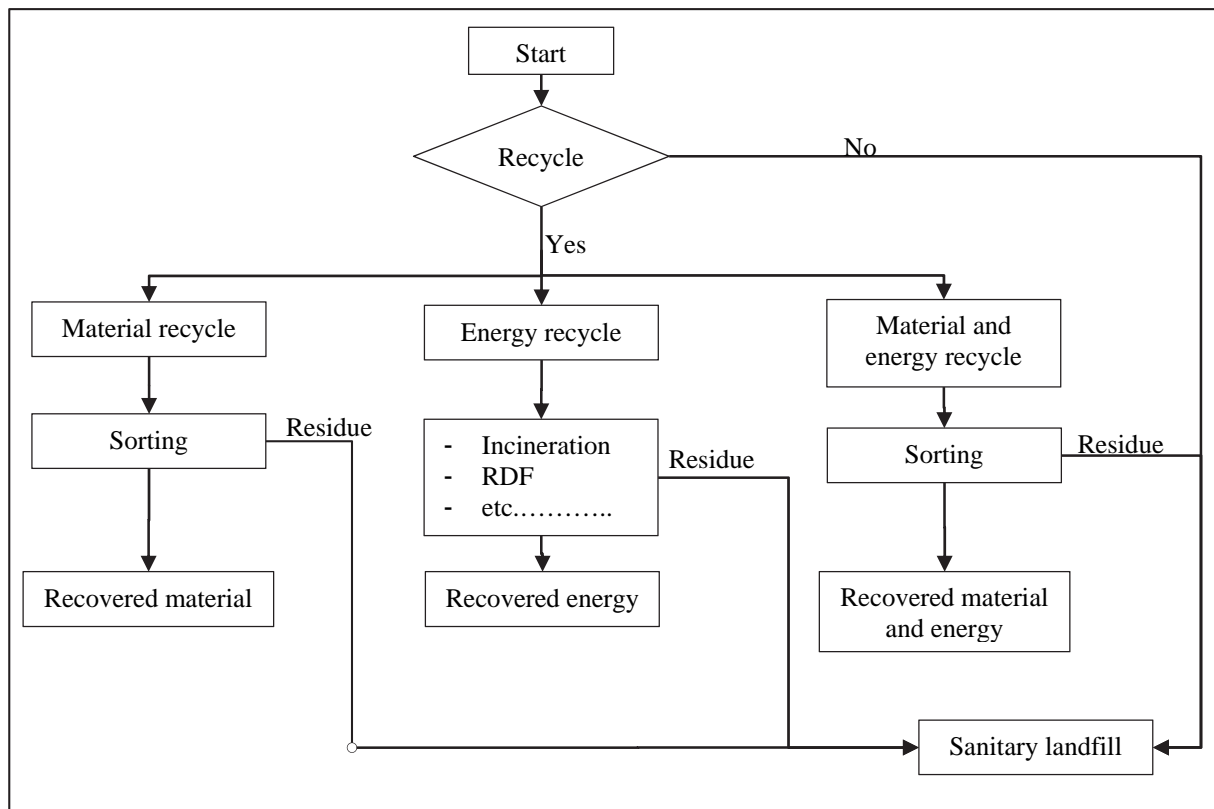 Start
Recycle
No
Yes
Material recycle
Energy recycle
Material and
energy recycle
Sorting
Residue
- Incineration
- RDF
- etc…………..
Residue
Sorting
Residue
Recovered material
Recovered energy
Recovered material
and energy
Sanitary landfill